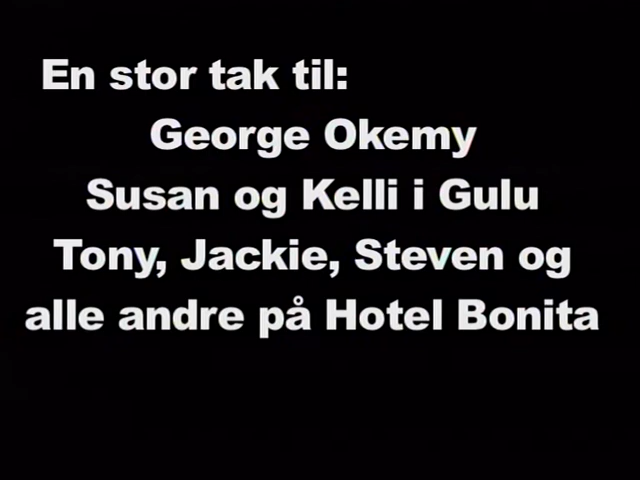 En stor tak til:
George Okemy
Susan og Kelli i Gulu
Tony, Jackie, Steven og
alle andre på Hotel Bonita